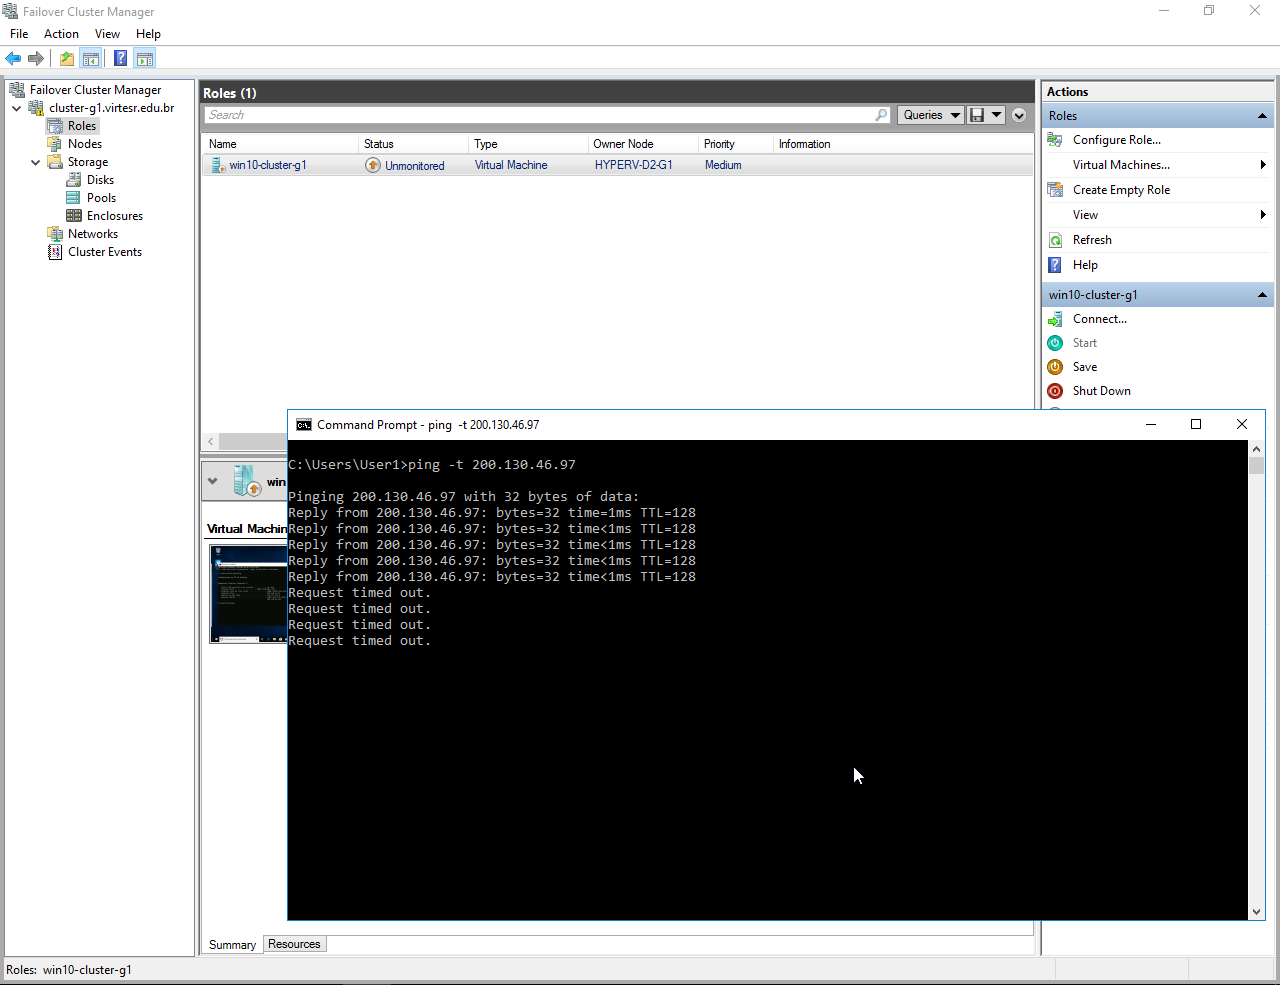 Failover Cluster Manager
File Action View Help
Failover Cluster Manager
cluster-g1.virtesr.edu.br
Roles
Nodes
Storage
Disks
Pools
Enclosures
Networks
Cluster Events
Roles (1)
Search
Queries
Name Status Type Owner Node Priority Information
win10-cluster-g1 Unmonitored Virtual Machine HYPERV-D2-G1 Medium
win
Virtual Machin
Summary Resources
Actions
Roles
Configure Role...
Virtual Machines...
Create Empty Role
View
Refresh
Help
win10-cluster-g1
Connect...
Start
Save
Shut Down
Command Prompt - ping -t 200.130.46.97
C:\Users\User1>ping -t 200.130.46.97
Pinging 200.130.46.97 with 32 bytes of data:
Reply from 200.130.46.97: bytes=32 time=1ms TTL=128
Reply from 200.130.46.97: bytes=32 time<1ms TTL=128
Reply from 200.130.46.97: bytes=32 time<1ms TTL=128
Reply from 200.130.46.97: bytes=32 time<1ms TTL=128
Reply from 200.130.46.97: bytes=32 time<1ms TTL=128
Request timed out.
Request timed out.
Request timed out.
Request timed out.
Roles: win10-cluster-g1